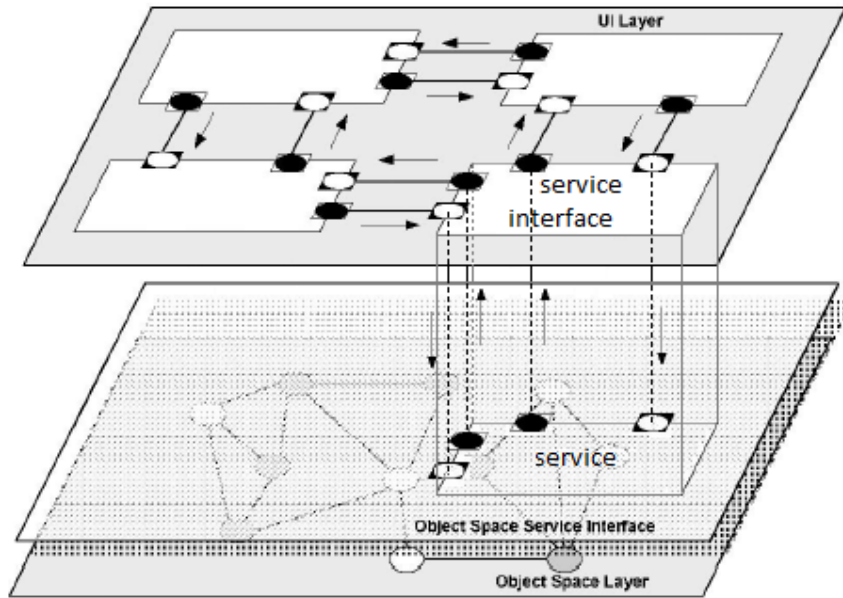 UI Layer
service
interface
service
Object Space Service Interface
Object Space Layer